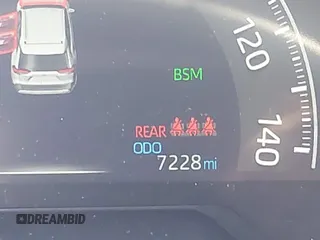 120
BSM
REAR
140
ODO
7228 mi
DREAMBID